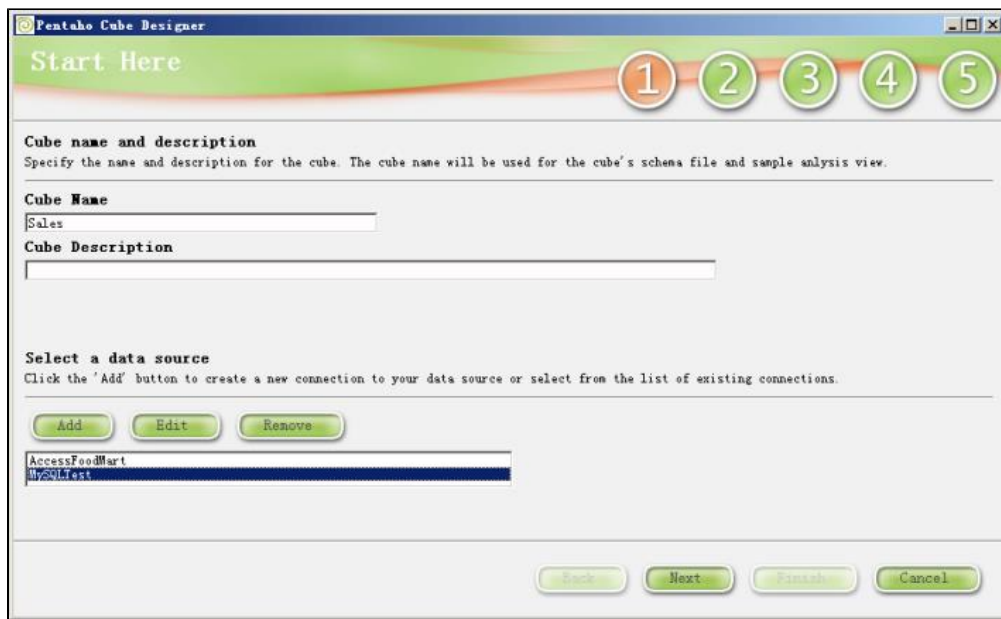 Pentaho Cube Designer
Start Here
1 2 3 4 5
Cube name and description
Specify the name and description for the cube. The cube name will be used for the cube's schema file and sample anlysis view.
Cube Name
Sales
Cube Description
Select a data source
Click the 'Add' button to create a new connection to your data source or select from the list of existing connections.
Add Edit Remove
AccessFoodMart
MySQLTest
Back Next Finish Cancel